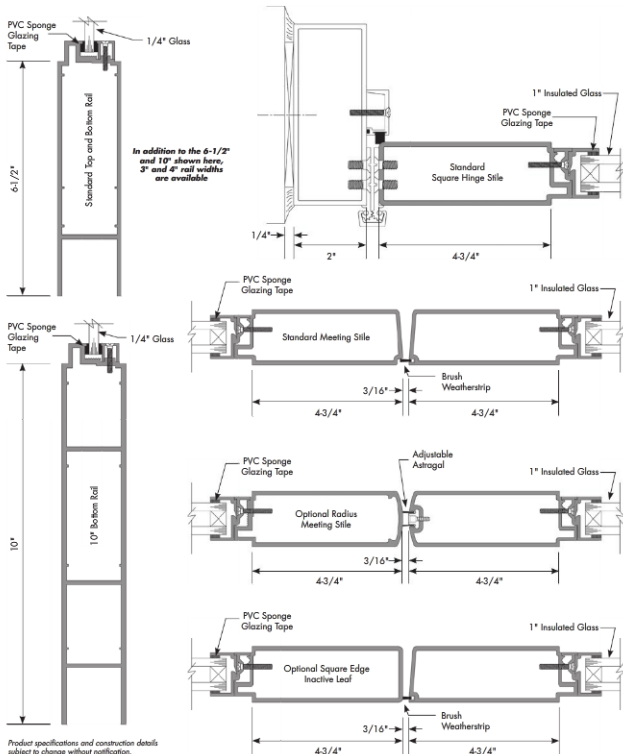 PVC Sponge
Glazing
Tape
1/4" Glass
6-1/2"
Standard Top and Bottom Rail
In addition to the 6-1/2"
and 10" shown here,
3" and 4" rail widths
are available
1" Insulated Glass
PVC Sponge
Glazing Tape
Standard
Square Hinge Stile
1/4"
2"
4-3/4"
PVC Sponge
Glazing
Tape
1/4" Glass
10"
10" Bottom Rail
PVC Sponge
Glazing Tape
1" Insulated Glass
Standard Meeting Stile
Brush
Weatherstrip
3/16"
4-3/4"
4-3/4"
PVC Sponge
Glazing Tape
Adjustable
Astragal
1" Insulated Glass
Optional Radius
Meeting Stile
3/16"
4-3/4"
4-3/4"
PVC Sponge
Glazing Tape
1" Insulated Glass
Optional Square Edge
Inactive Leaf
Brush
Weatherstrip
3/16"
4-3/4"
4-3/4"
Product specifications and construction details
subject to change without notification.